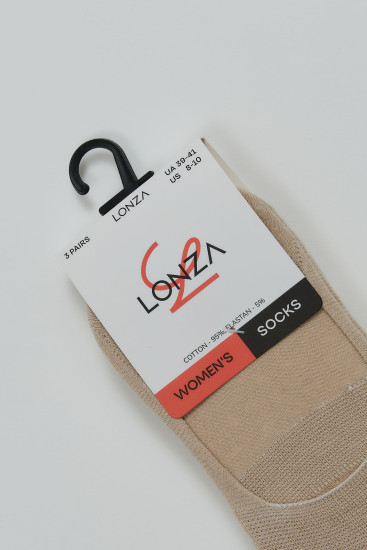 LONZA
3 PAIRS
UA 39-41
US 8-10
LONZA
COTTON - 95%, ELASTAN - 5%
WOMEN'S
SOCKS